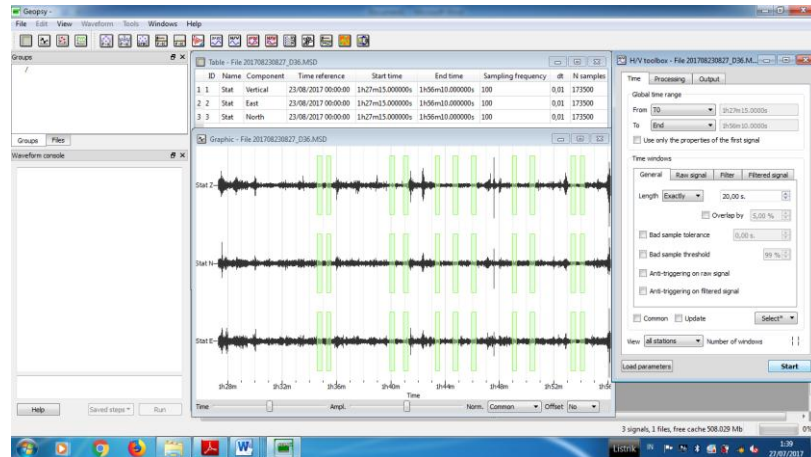 Geopsy -
File Edit View Waveform Tools Windows Help
Groups
/
Groups Files
Waveform console
Help Saved steps Run
Table - File 201708230827_D36.MSD
ID Name Component Time reference Start time End time Sampling frequency dt N samples
1 1 Stat Vertical 23/08/2017 00:00:00 1h27m15.000000s 1h56m10.000000s 100 0,01 173500
2 2 Stat East 23/08/2017 00:00:00 1h27m15.000000s 1h56m10.000000s 100 0,01 173500
3 3 Stat North 23/08/2017 00:00:00 1h27m15.000000s 1h56m10.000000s 100 0,01 173500
Graphic - File 201708230827_D36.MSD
Stat Z
Stat N
Stat E
1h28m 1h32m 1h36m 1h40m 1h44m 1h48m 1h52m 1h56
Time
Time Ampl. Norm. Common Offset No
H/V toolbox - File 201708230827_D36.M...
Time Processing Output
Global time range
From T0 1h27m15.0000s
To End 1h56m10.0000s
Use only the properties of the first signal
Time windows
General Raw signal Filter Filtered signal
Length Exactly 20,00 s.
Overlap by 5,00 %
Bad sample tolerance 0,00 s.
Bad sample threshold 99 %
Anti-triggering on raw signal
Anti-triggering on filtered signal
Common Update Select*
View all stations Number of windows
Load parameters Start
3 signals, 1 files, free cache 508.029 Mb 0%
Listrik IN 1:39
27/07/2017